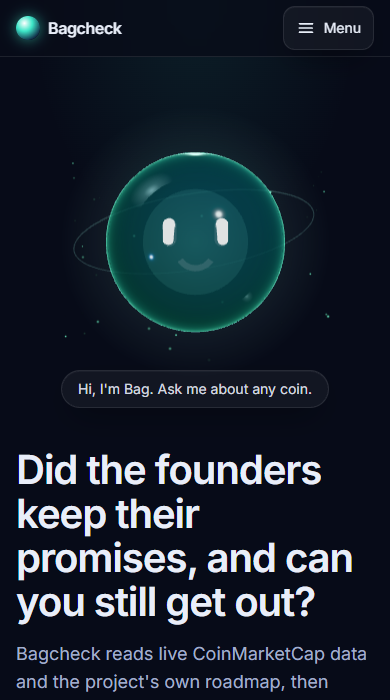 Bagcheck
Menu
Hi, I'm Bag. Ask me about any coin.
Did the founders
keep their
promises, and can
you still get out?
Bagcheck reads live CoinMarketCap data
and the project's own roadmap, then